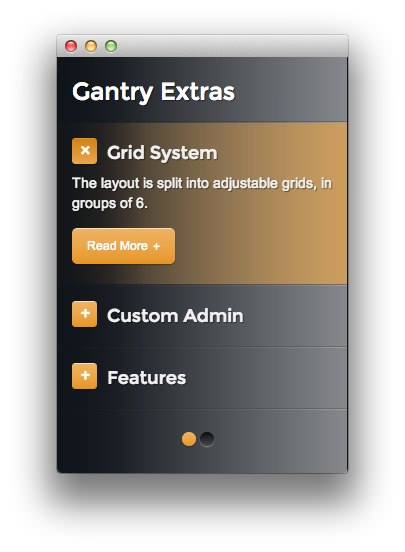 Gantry Extras
Grid System
The layout is split into adjustable grids, in
groups of 6.
Read More +
Custom Admin
Features